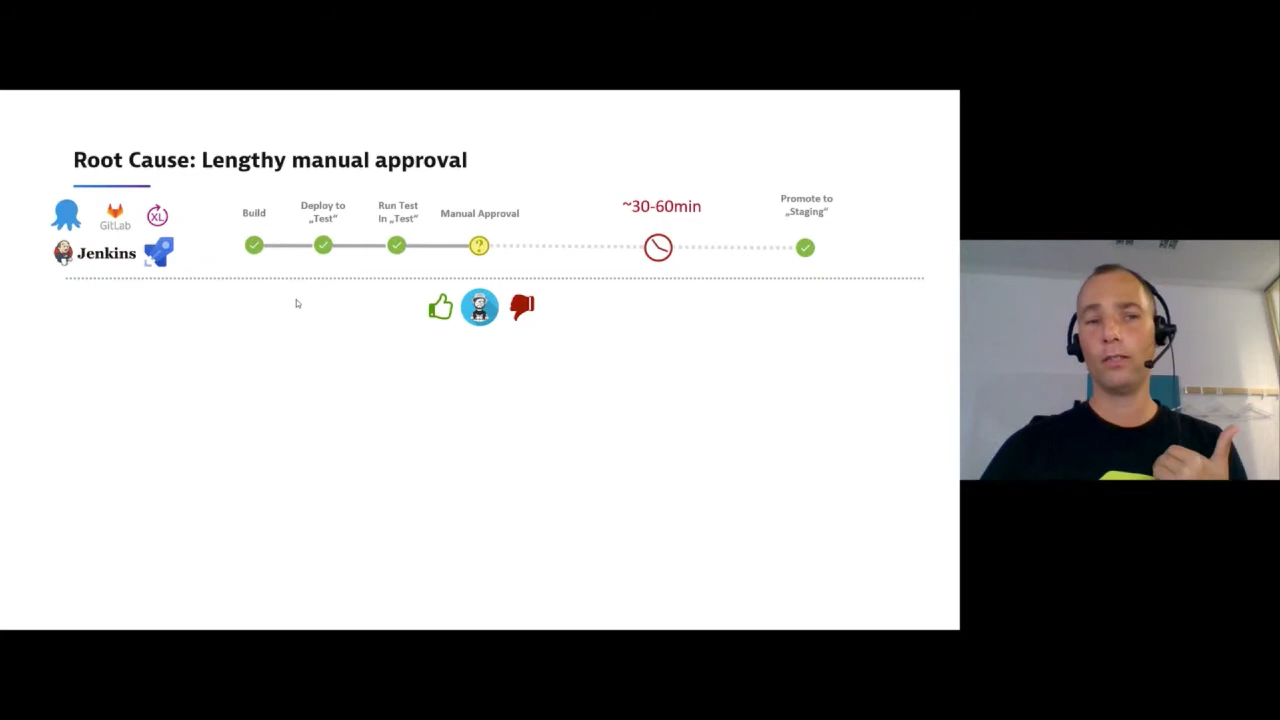 Root Cause: Lengthy manual approval
GitLab
XL
Jenkins
Build
Deploy to
„Test“
Run Test
In „Test“
Manual Approval
?
~30-60min
Promote to
„Staging“